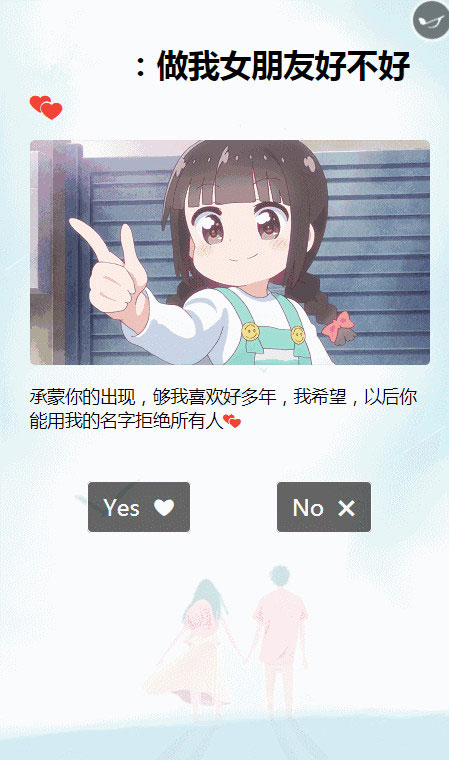 ：做我女朋友好不好
💕
承蒙你的出现，够我喜欢好多年，我希望，以后你
能用我的名字拒绝所有人💕
Yes
No